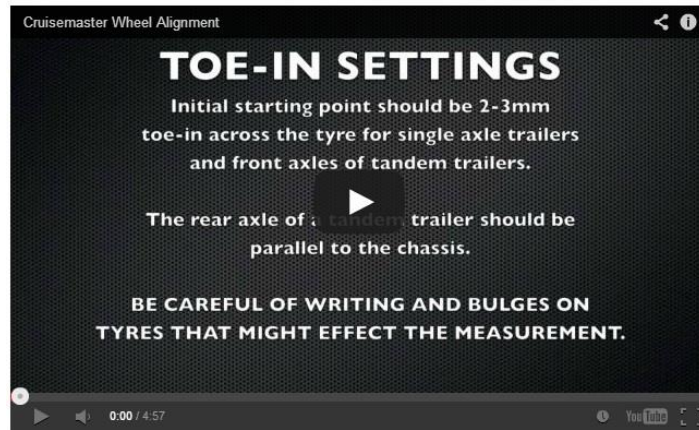 Cruisemaster Wheel Alignment
TOE-IN SETTINGS
Initial starting point should be 2-3mm
toe-in across the tyre for single axle trailers
and front axles of tandem trailers.
The rear axle of a tandem trailer should be
parallel to the chassis.
BE CAREFUL OF WRITING AND BULGES ON
TYRES THAT MIGHT EFFECT THE MEASUREMENT.
0:00 / 4:57
YouTube